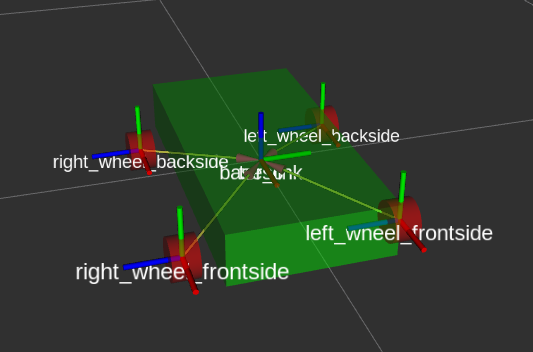 left_wheel_backside
right_wheel_backside
left_wheel_frontside
right_wheel_frontside